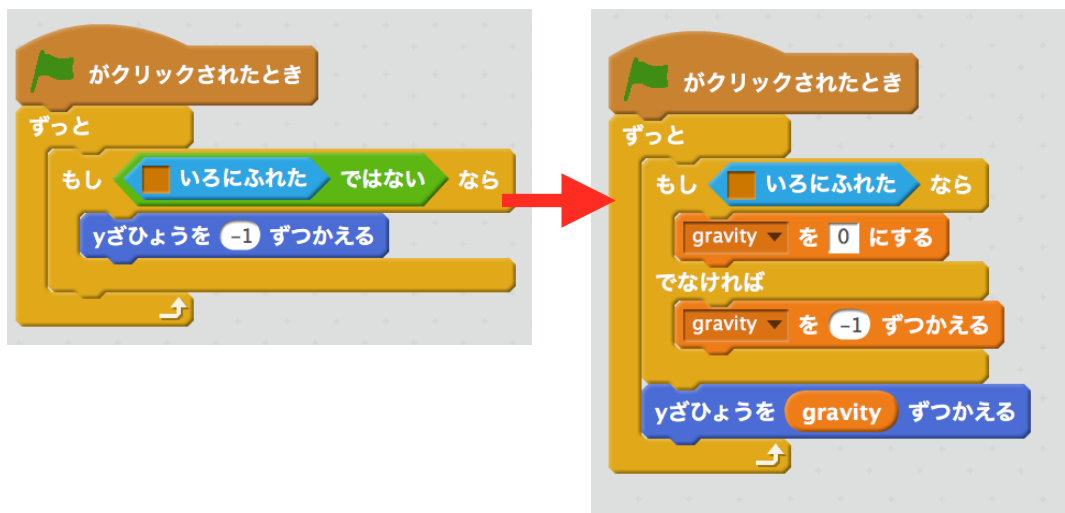 がクリックされたとき
ずっと
もし いろにふれた ではない なら
yざひょうを -1 ずつかえる
がクリックされたとき
ずっと
もし いろにふれた なら
gravity を 0 にする
でなければ
gravity を -1 ずつかえる
yざひょうを gravity ずつかえる